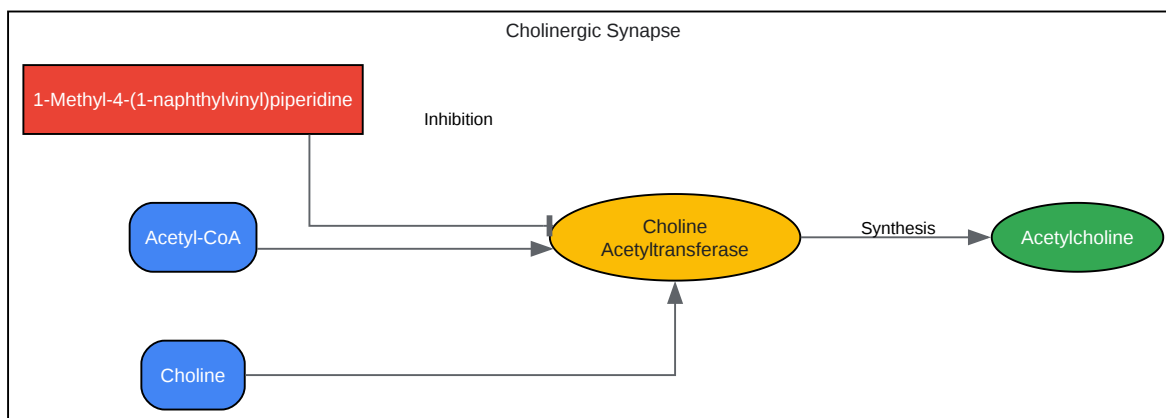 Cholinergic Synapse
1-Methyl-4-(1-naphthylvinyl)piperidine
Inhibition
Acetyl-CoA
Choline
Acetyltransferase
Synthesis
Acetylcholine
Choline